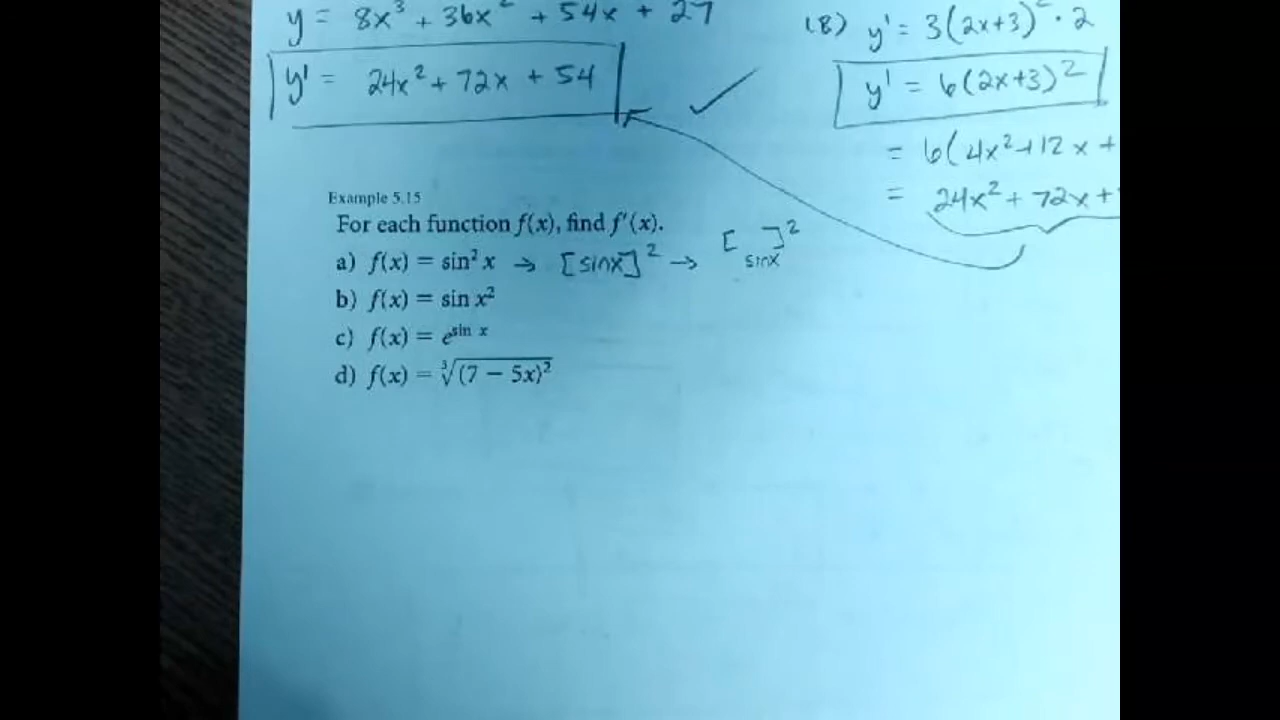 y = 8x³ + 36x² + 54x + 27
y' = 24x² + 72x + 54
(B) y' = 3(2x+3)² · 2
y' = 6(2x+3)²
= 6(4x²+12x+
= 24x² + 72x +
Example 5.15
For each function f(x), find f'(x).
a) f(x) = sin² x → [sinx]² → [ ]²
sinx
b) f(x) = sin x²
c) f(x) = e^sin x
d) f(x) = ∛(7 − 5x)²